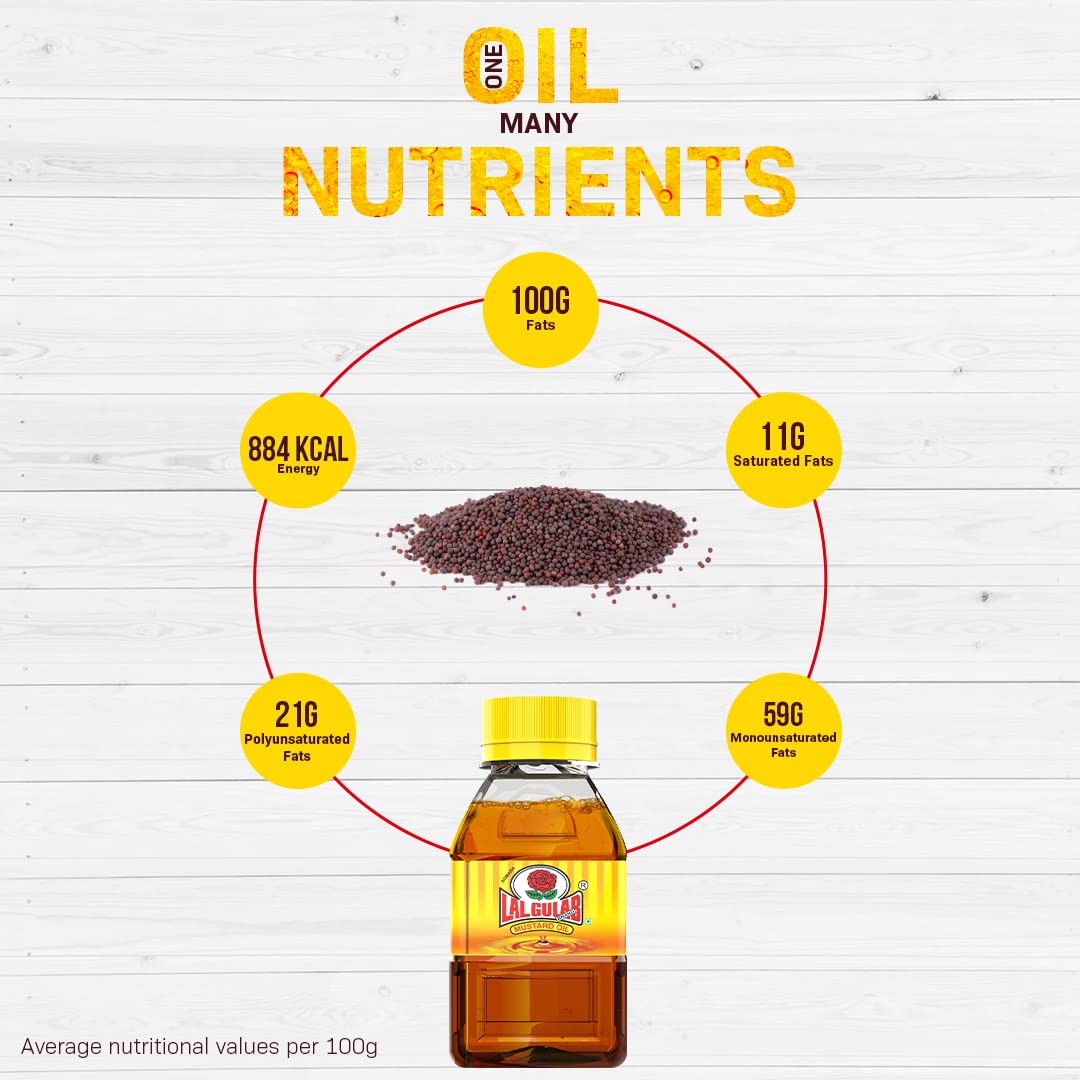 ONE
OIL
MANY
NUTRIENTS
100G
Fats
884 KCAL
Energy
11G
Saturated Fats
21G
Polyunsaturated
Fats
59G
Monounsaturated
Fats
LAL GULAB
BRAND
MUSTARD OIL
Average nutritional values per 100g